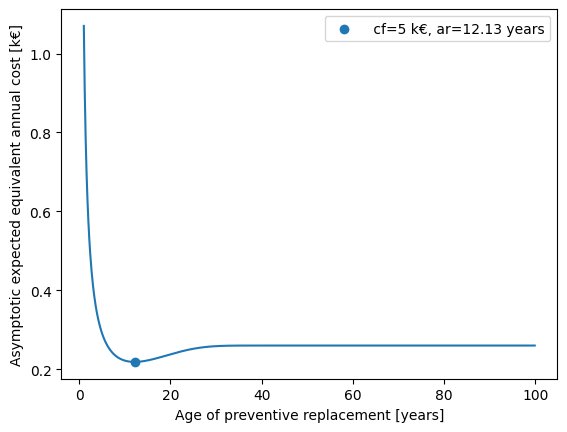 cf=5 k€, ar=12.13 years
1.0
0.8
0.6
0.4
0.2
Asymptotic expected equivalent annual cost [k€]
0 20 40 60 80 100
Age of preventive replacement [years]